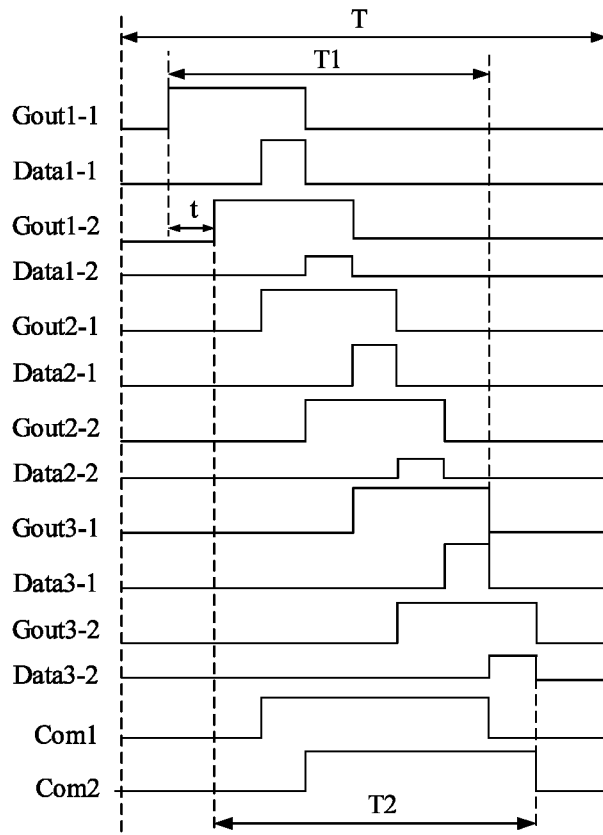 T
T1
Gout1-1
Data1-1
t
Gout1-2
Data1-2
Gout2-1
Data2-1
Gout2-2
Data2-2
Gout3-1
Data3-1
Gout3-2
Data3-2
Com1
Com2
T2